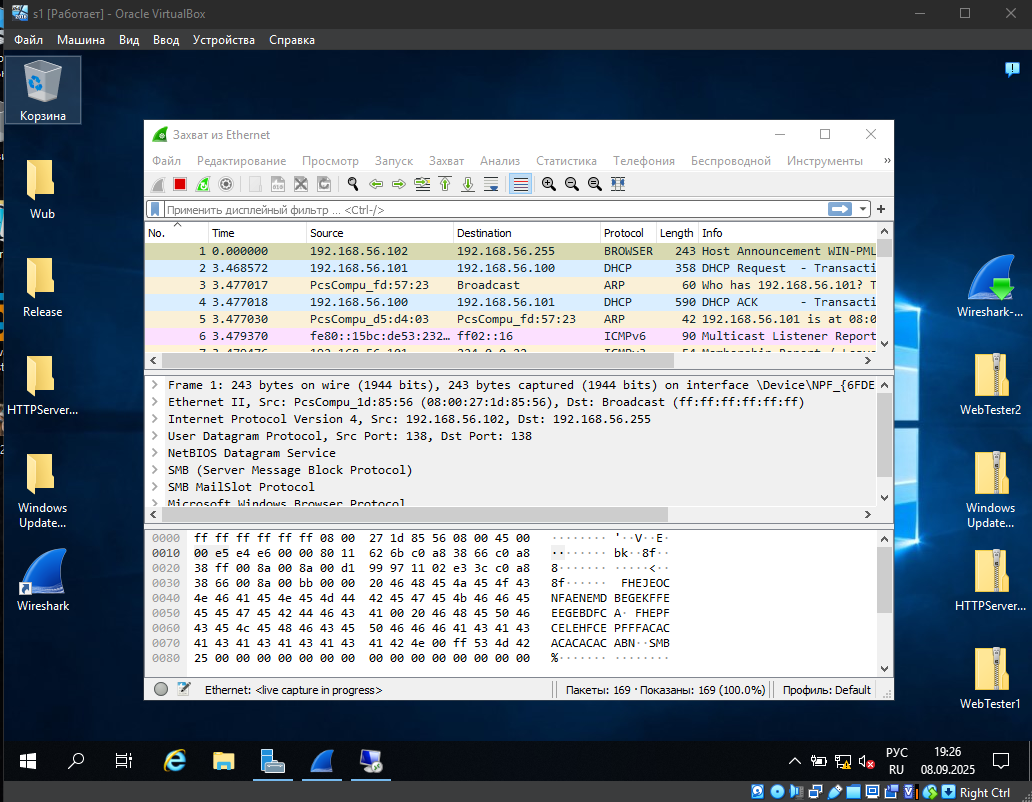 s1 [Работает] - Oracle VirtualBox
Файл Машина Вид Ввод Устройства Справка
Корзина
Wub
Release
HTTPServer...
Windows
Update...
Wireshark
Захват из Ethernet
Файл Редактирование Просмотр Запуск Захват Анализ Статистика Телефония Беспроводной Инструменты »
Применить дисплейный фильтр ... <Ctrl-/>
No. Time Source Destination Protocol Length Info
1 0.000000 192.168.56.102 192.168.56.255 BROWSER 243 Host Announcement WIN-PML
2 3.468572 192.168.56.101 192.168.56.100 DHCP 358 DHCP Request - Transacti
3 3.477017 PcsCompu_fd:57:23 Broadcast ARP 60 Who has 192.168.56.101? T
4 3.477018 192.168.56.100 192.168.56.101 DHCP 590 DHCP ACK - Transacti
5 3.477030 PcsCompu_d5:d4:03 PcsCompu_fd:57:23 ARP 42 192.168.56.101 is at 08:0
6 3.479370 fe80::15bc:de53:232... ff02::16 ICMPv6 90 Multicast Listener Report
Frame 1: 243 bytes on wire (1944 bits), 243 bytes captured (1944 bits) on interface \Device\NPF_{6FDE
Ethernet II, Src: PcsCompu_1d:85:56 (08:00:27:1d:85:56), Dst: Broadcast (ff:ff:ff:ff:ff:ff)
Internet Protocol Version 4, Src: 192.168.56.102, Dst: 192.168.56.255
User Datagram Protocol, Src Port: 138, Dst Port: 138
NetBIOS Datagram Service
SMB (Server Message Block Protocol)
SMB MailSlot Protocol
Microsoft Windows Browser Protocol
0000 ff ff ff ff ff ff 08 00 27 1d 85 56 08 00 45 00 ········ '··V··E·
0010 00 e5 e4 e6 00 00 80 11 62 6b c0 a8 38 66 c0 a8 ········ bk··8f··
0020 38 ff 00 8a 00 8a 00 d1 99 97 11 02 e3 3c c0 a8 8······· ·····<··
0030 38 66 00 8a 00 bb 00 00 20 46 48 45 4a 45 4f 43 8f······ FHEJEOC
0040 4e 46 41 45 4e 45 4d 44 42 45 47 45 4b 46 46 45 NFAENEMD BEGEKFFE
0050 45 45 47 45 42 44 46 43 41 00 20 46 48 45 50 46 EEGEBDFC A· FHEPF
0060 43 45 4c 45 48 46 43 45 50 46 46 46 41 43 41 43 CELEHFCE PFFFACAC
0070 41 43 41 43 41 43 41 43 41 42 4e 00 ff 53 4d 42 ACACACAC ABN··SMB
0080 25 00 00 00 00 00 00 00 00 00 00 00 00 00 00 00 %······· ········
Ethernet: <live capture in progress>
Пакеты: 169 · Показаны: 169 (100.0%)
Профиль: Default
Wireshark-...
WebTester2
Windows
Update...
HTTPServer...
WebTester1
РУС
RU
19:26
08.09.2025
Right Ctrl